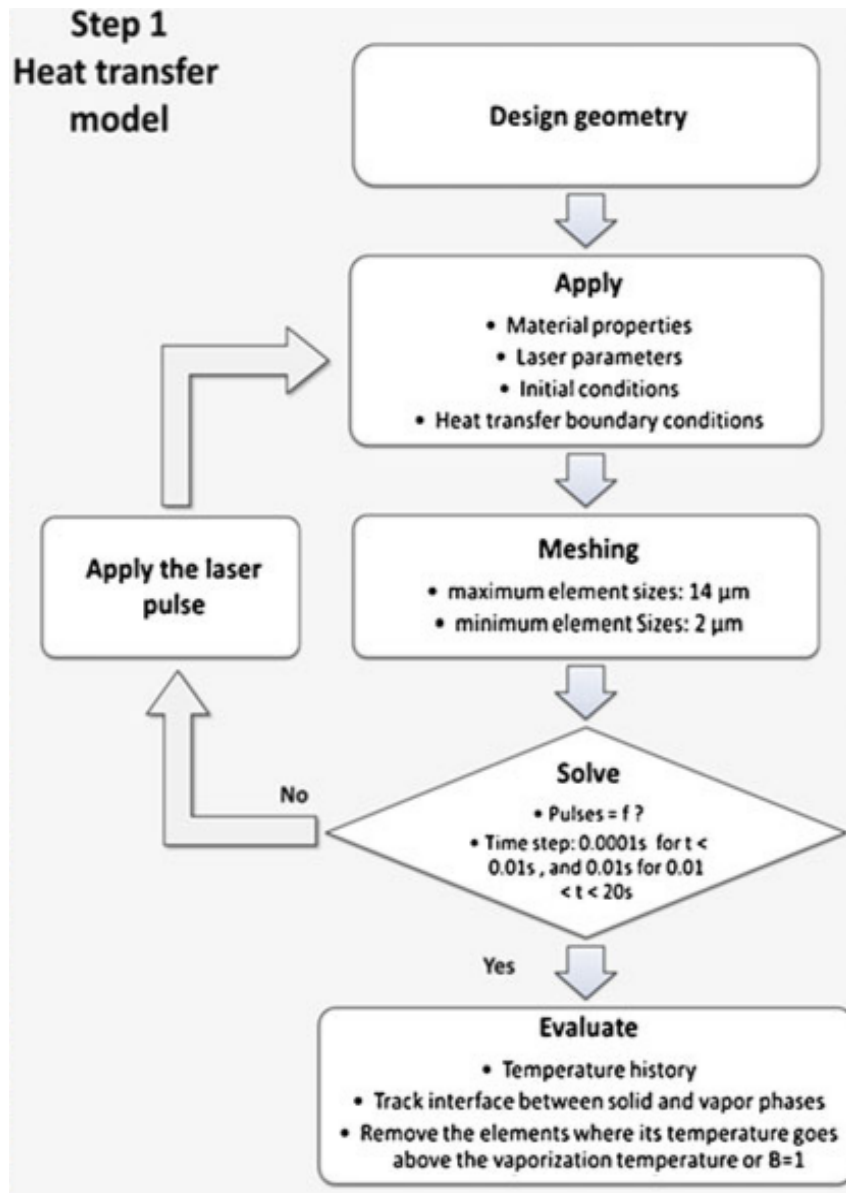 Step 1
Heat transfer
model
Design geometry
Apply
• Material properties
• Laser parameters
• Initial conditions
• Heat transfer boundary conditions
Apply the laser
pulse
Meshing
• maximum element sizes: 14 µm
• minimum element Sizes: 2 µm
Solve
• Pulses = f ?
• Time step: 0.0001s for t <
0.01s , and 0.01s for 0.01
< t < 20s
No
Yes
Evaluate
• Temperature history
• Track interface between solid and vapor phases
• Remove the elements where its temperature goes
above the vaporization temperature or B=1